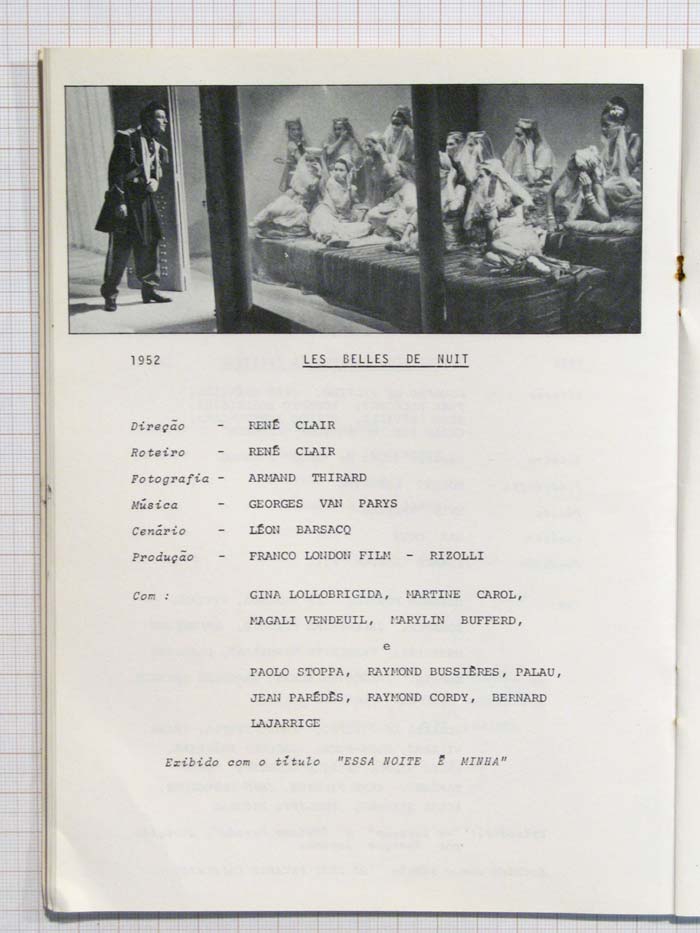 1952 LES BELLES DE NUIT
Direção - RENÉ CLAIR
Roteiro - RENÉ CLAIR
Fotografia - ARMAND THIRARD
Música - GEORGES VAN PARYS
Cenário - LÉON BARSACQ
Produção - FRANCO LONDON FILM - RIZOLLI
Com : GINA LOLLOBRIGIDA, MARTINE CAROL,
MAGALI VENDEUIL, MARYLIN BUFFERD,
e
PAOLO STOPPA, RAYMOND BUSSIÈRES, PALAU,
JEAN PARÉDÈS, RAYMOND CORDY, BERNARD
LAJARRIGE
Exibido com o título "ESSA NOITE É MINHA"